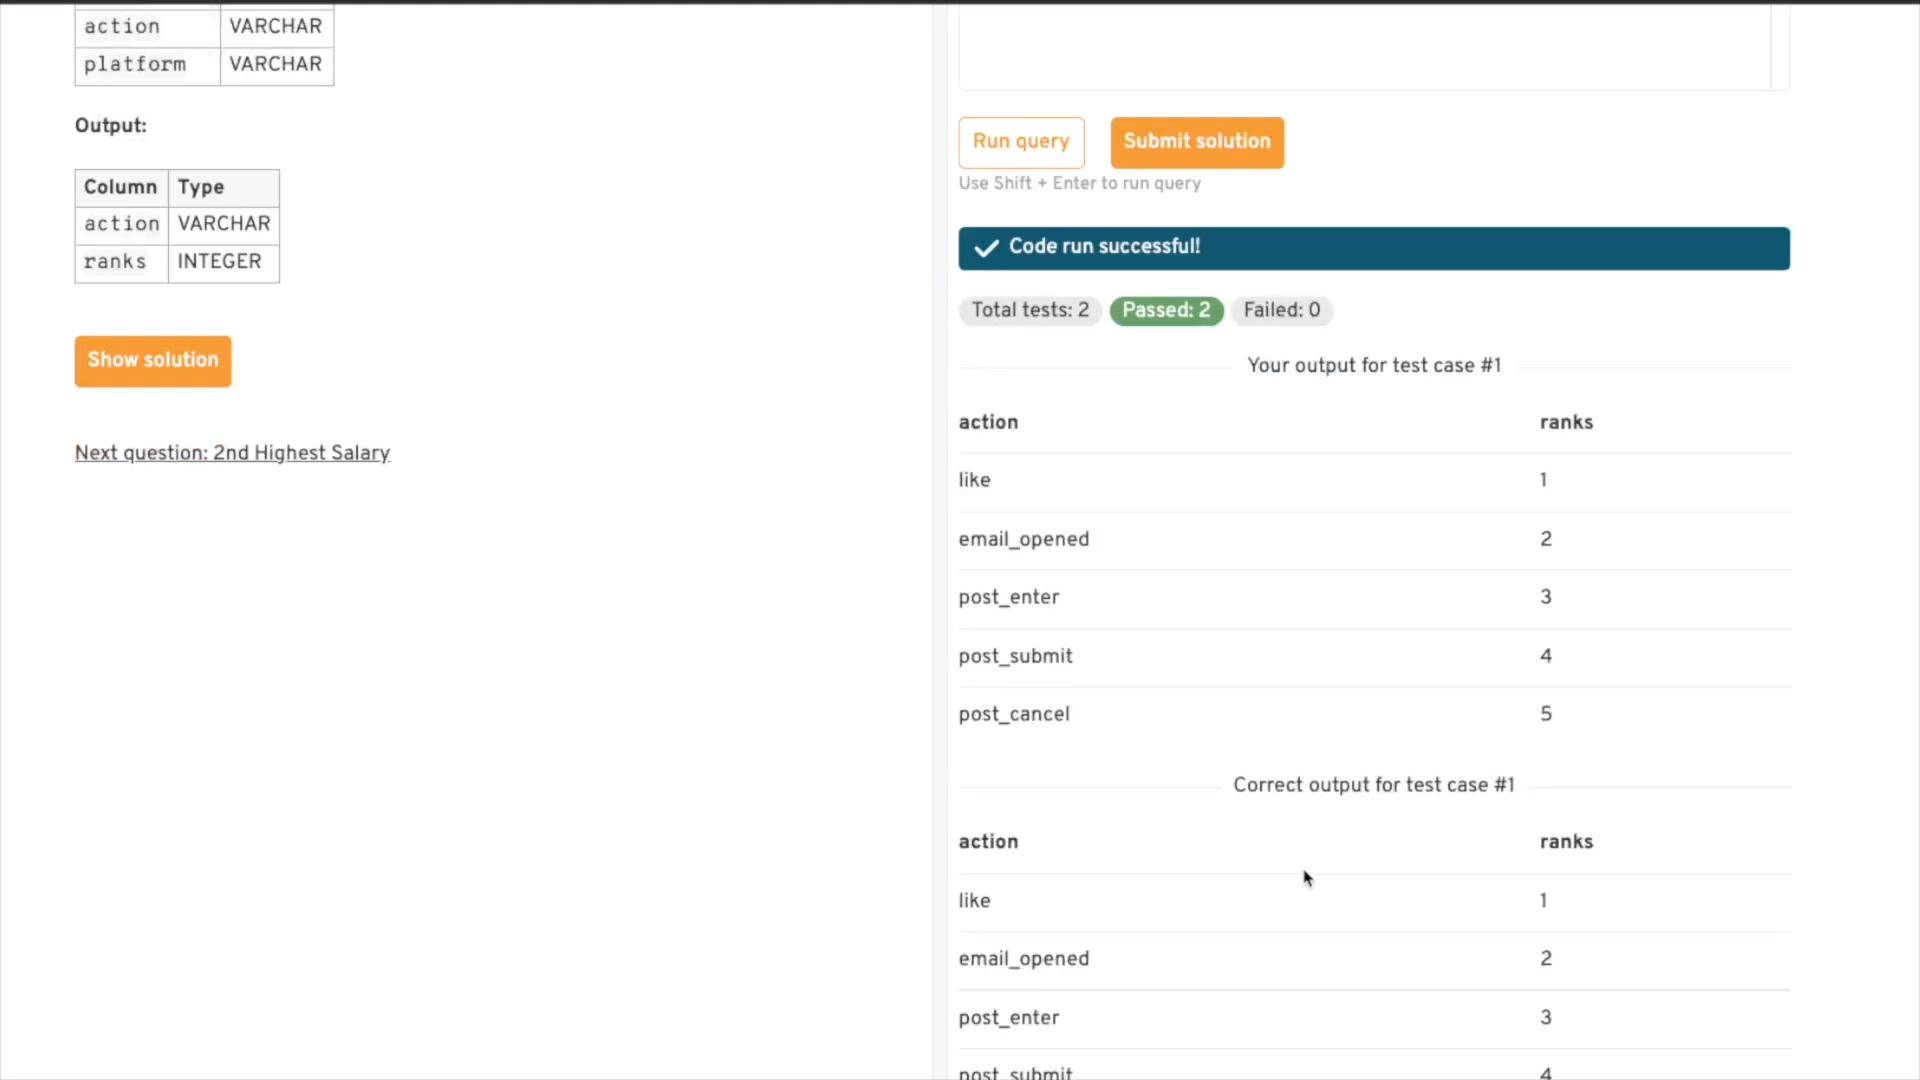 action VARCHAR
platform VARCHAR
Output:
Column Type
action VARCHAR
ranks INTEGER
Show solution
Next question: 2nd Highest Salary
Run query Submit solution
Use Shift + Enter to run query
Code run successful!
Total tests: 2 Passed: 2 Failed: 0
Your output for test case #1
action ranks
like 1
email_opened 2
post_enter 3
post_submit 4
post_cancel 5
Correct output for test case #1
action ranks
like 1
email_opened 2
post_enter 3
post_submit 4